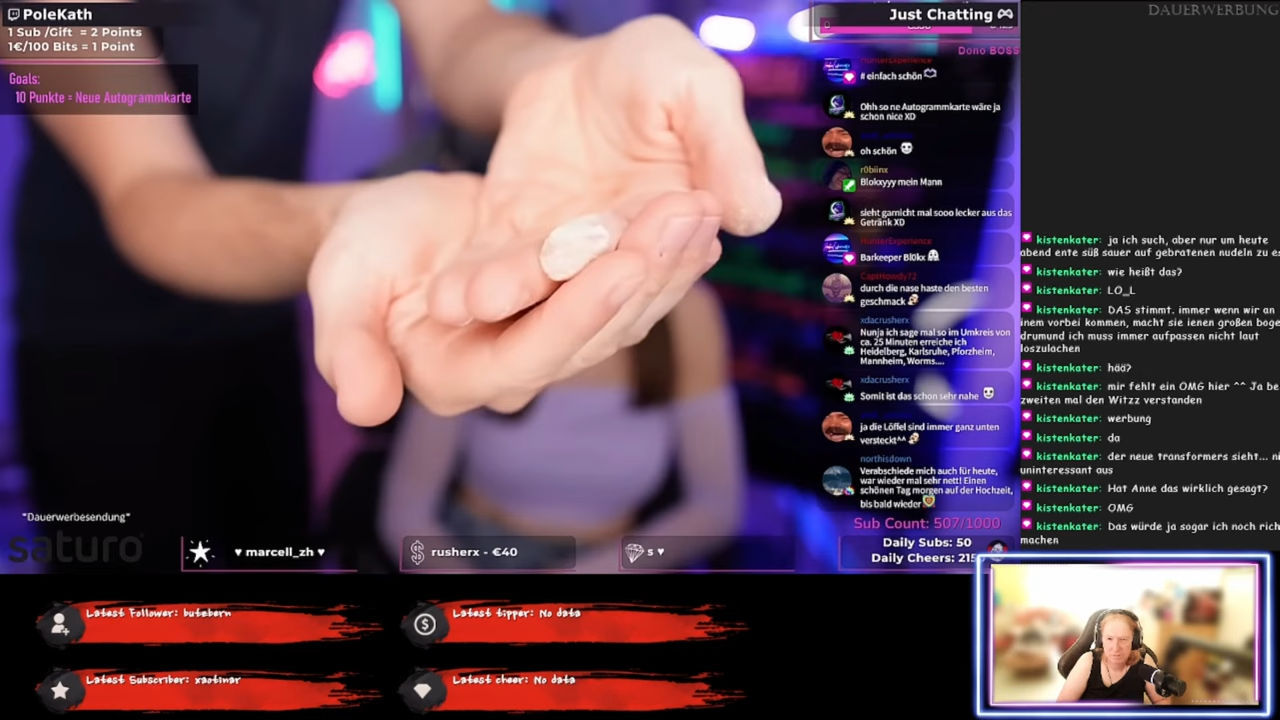 PoleKath
1 Sub /Gift = 2 Points
1€/100 Bits = 1 Point
Goals:
10 Punkte = Neue Autogrammkarte
Just Chatting
Dono BOSS
HunterExperience
# einfach schön
Ohh so ne Autogrammkarte wäre ja
schon nice XD
oh schön
r0biinx
Blokxyyy mein Mann
sieht garnicht mal sooo lecker aus das
Getränk XD
HunterExperience
Barkeeper Bl0kx
CaptHowdy72
durch die nase haste den besten
geschmack
xdacrusherx
Nunja ich sage mal so im Umkreis von
ca. 25 Minuten erreiche ich
Heidelberg, Karlsruhe, Pforzheim,
Mannheim, Worms....
xdacrusherx
Somit ist das schon sehr nahe
ja die Löffel sind immer ganz unten
versteckt^^
northisdown
Verabschiede mich auch für heute,
war wieder mal sehr nett! Einen
schönen Tag morgen auf der Hochzeit,
bis bald wieder
Sub Count: 507/1000
Daily Subs: 50
Daily Cheers: 215
DAUERWERBUNG
kistenkater: ja ich such, aber nur um heute
abend ente süß sauer auf gebratenen nudeln zu
kistenkater: wie heißt das?
kistenkater: LO_L
kistenkater: DAS stimmt. immer wenn wir an
inem vorbei kommen, macht sie ienen großen
drumund ich muss immer aufpassen nicht laut
loszulachen
kistenkater: hää?
kistenkater: mir fehlt ein OMG hier ^^ Ja
zweiten mal den Witzz verstanden
kistenkater: werbung
kistenkater: da
kistenkater: der neue transformers sieht...
uninteressant aus
kistenkater: Hat Anne das wirklich gesagt?
kistenkater: OMG
kistenkater: Das würde ja sogar ich noch
machen
"Dauerwerbesendung"
saturo
♥ marcell_zh ♥
rusherx - €40
s ♥
Latest Follower: butebern
Latest tipper: No data
Latest Subscriber: xaotinar
Latest cheer: No data